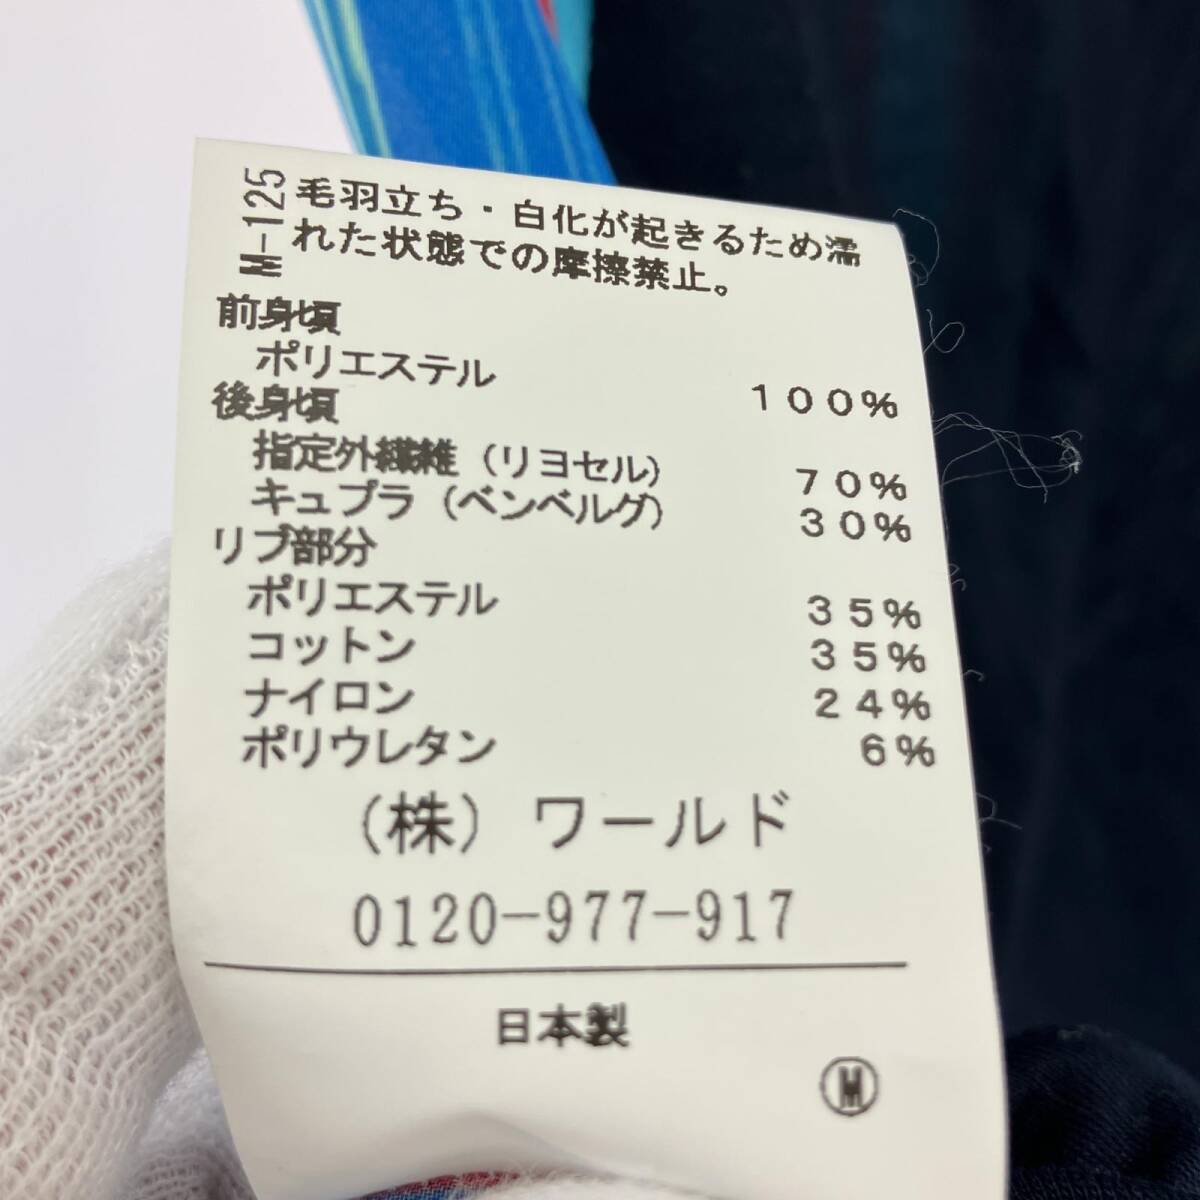 M-125
毛羽立ち・白化が起きるため濡
れた状態での摩擦禁止。
前身頃
ポリエステル 100%
後身頃
指定外繊維(リヨセル) 70%
キュプラ(ベンベルグ) 30%
リブ部分
ポリエステル 35%
コットン 35%
ナイロン 24%
ポリウレタン 6%
(株)ワールド
0120-977-917
日本製
M